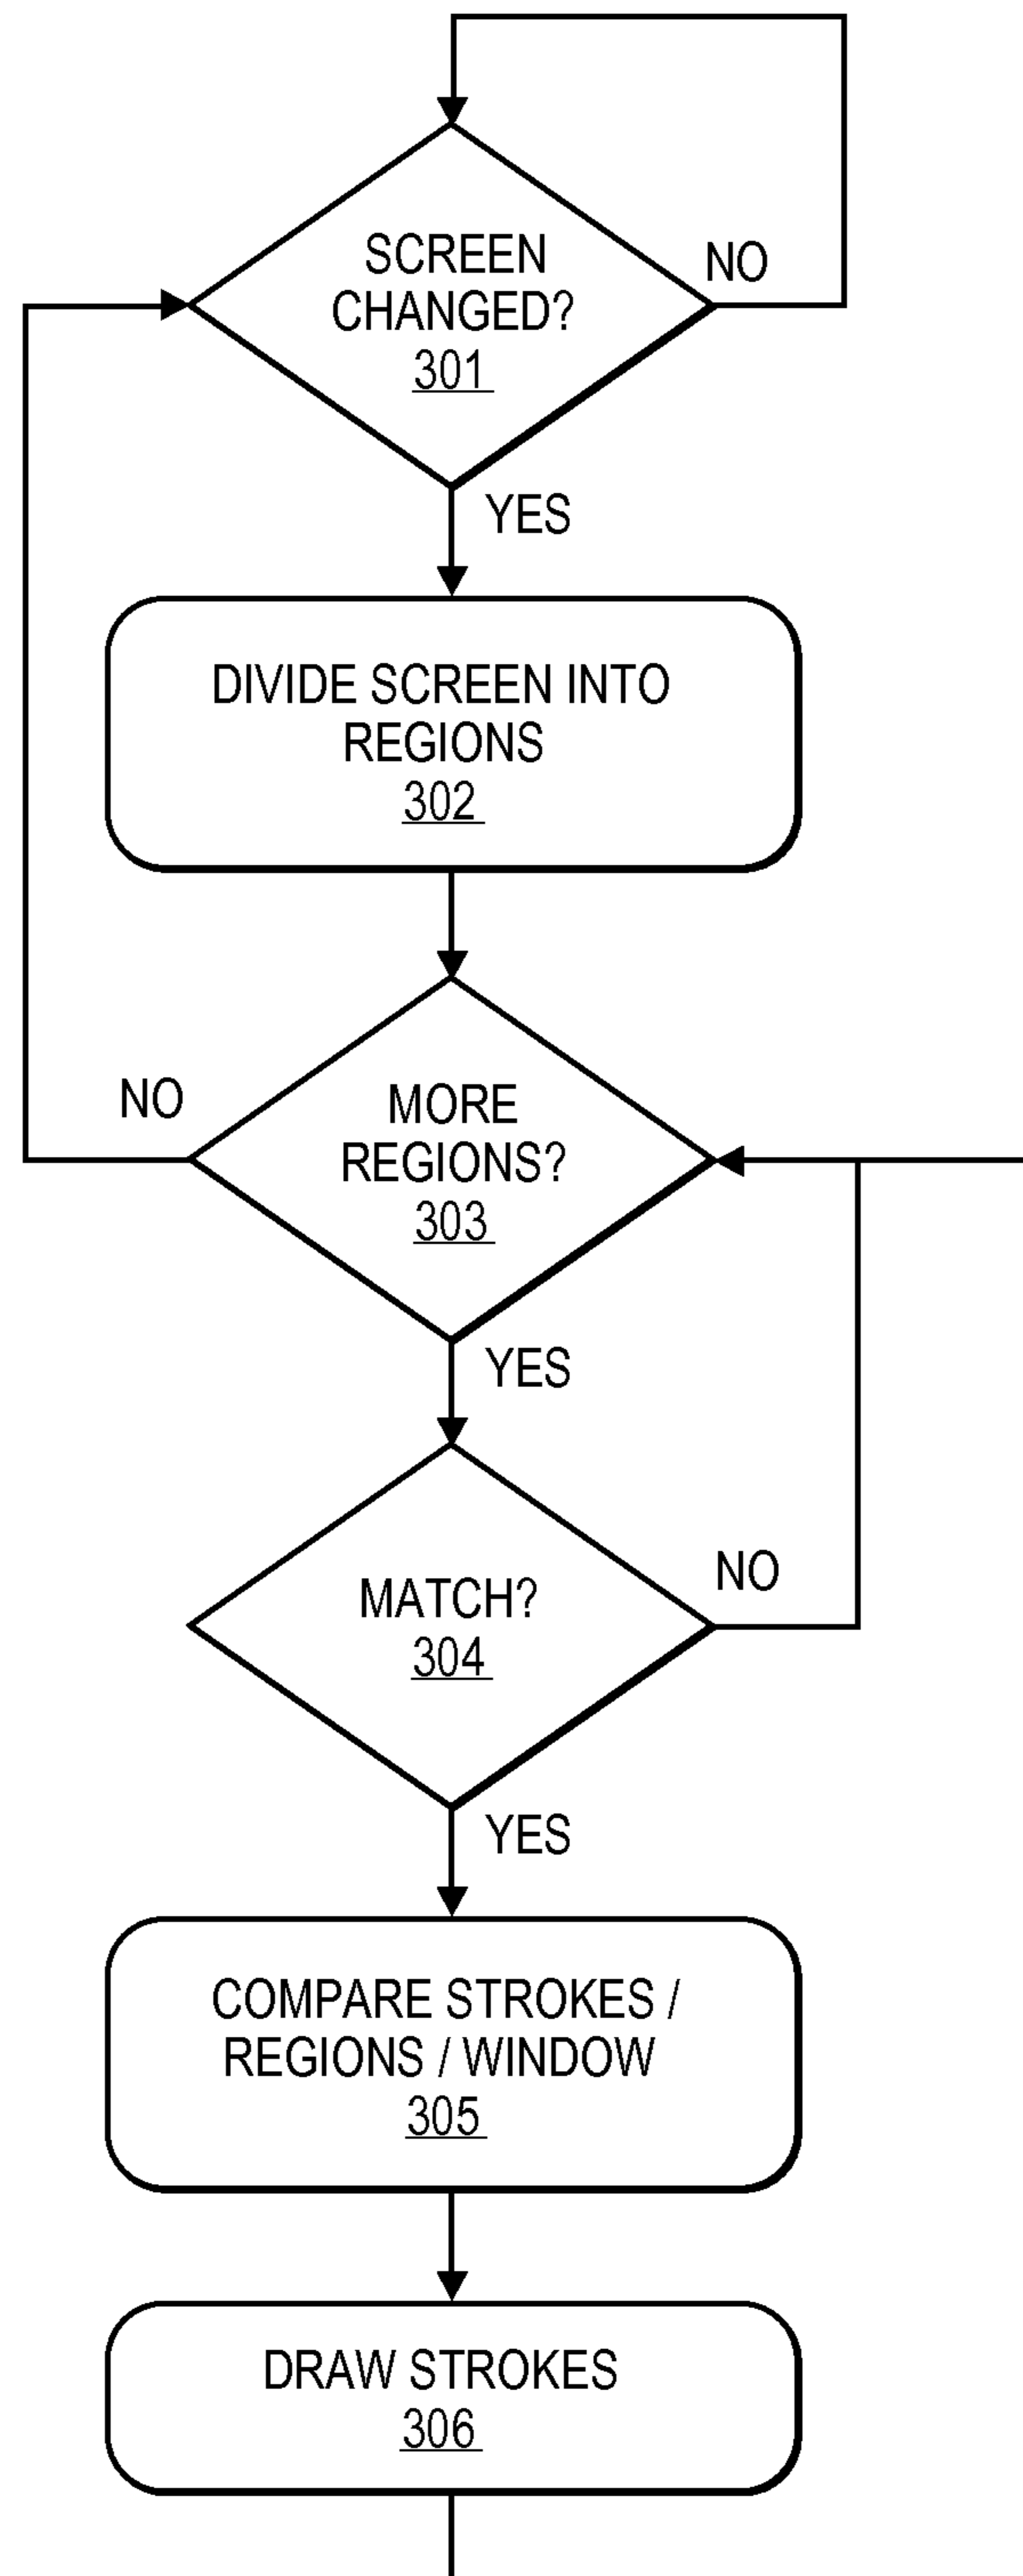 SCREEN
CHANGED?
301
NO
YES
DIVIDE SCREEN INTO
REGIONS
302
NO
MORE
REGIONS?
303
YES
MATCH?
304
NO
YES
COMPARE STROKES /
REGIONS / WINDOW
305
DRAW STROKES
306